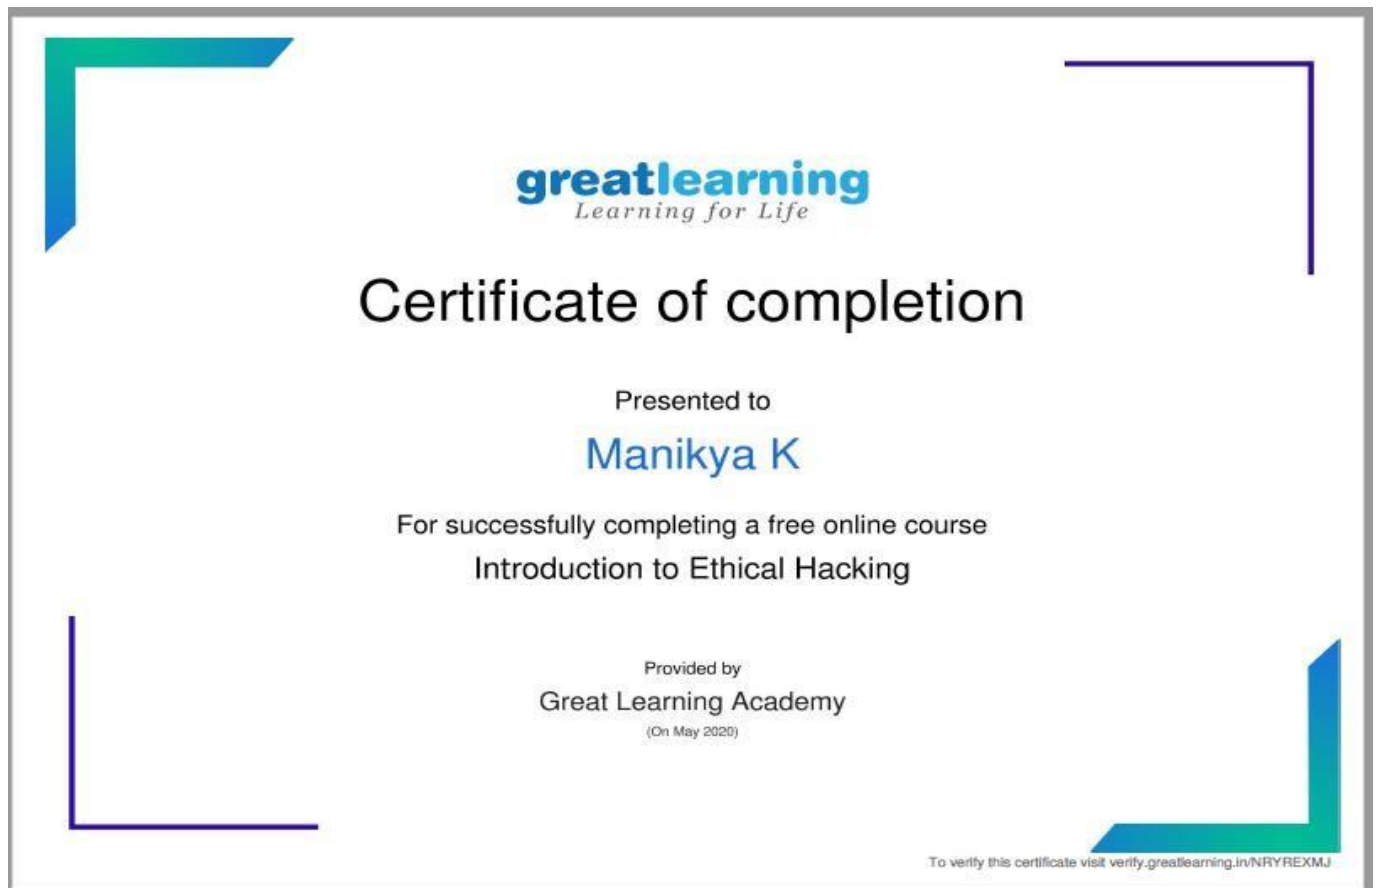 greatlearning
Learning for Life
Certificate of completion
Presented to
Manikya K
For successfully completing a free online course
Introduction to Ethical Hacking
Provided by
Great Learning Academy
(On May 2020)
To verify this certificate visit verify.greatlearning.in/NRYREXMJ